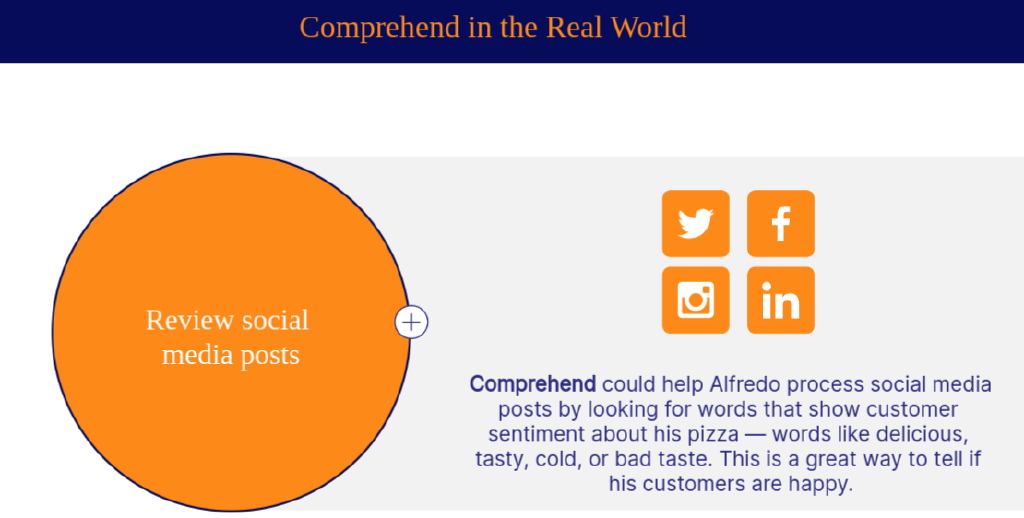 Comprehend in the Real World
Review social
media posts
Comprehend could help Alfredo process social media
posts by looking for words that show customer
sentiment about his pizza — words like delicious,
tasty, cold, or bad taste. This is a great way to tell if
his customers are happy.